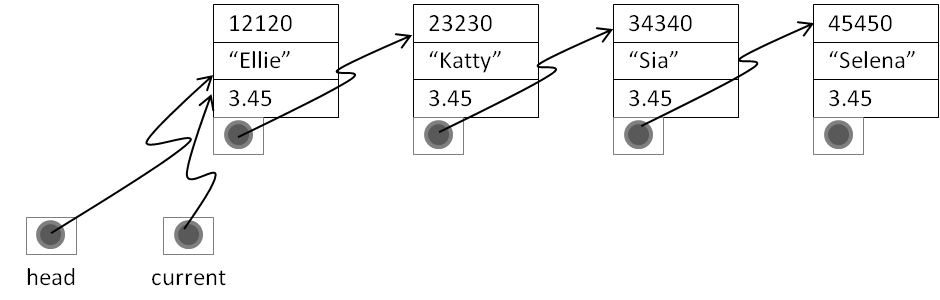 12120
“Ellie”
3.45
23230
“Katty”
3.45
34340
“Sia”
3.45
45450
“Selena”
3.45
head
current